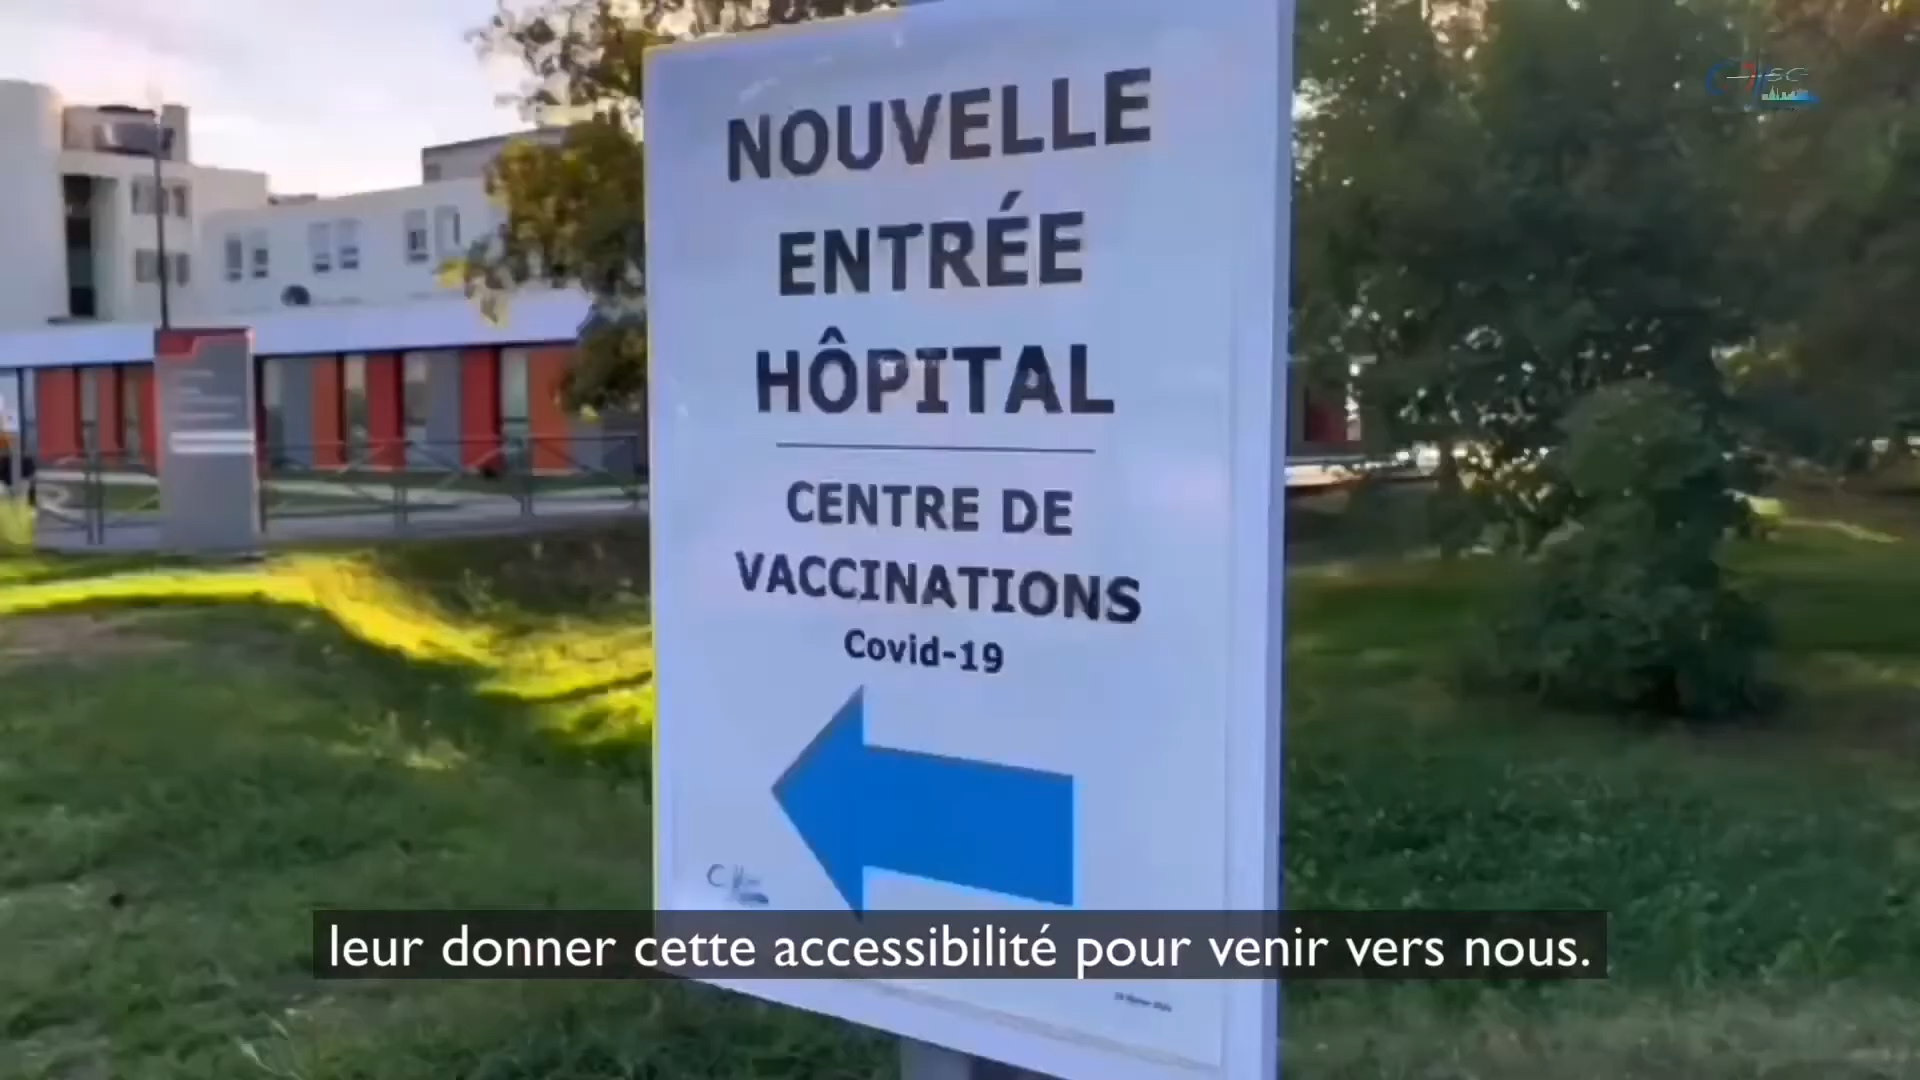 NOUVELLE
ENTRÉE
HÔPITAL
CENTRE DE
VACCINATIONS
Covid-19
leur donner cette accessibilité pour venir vers nous.